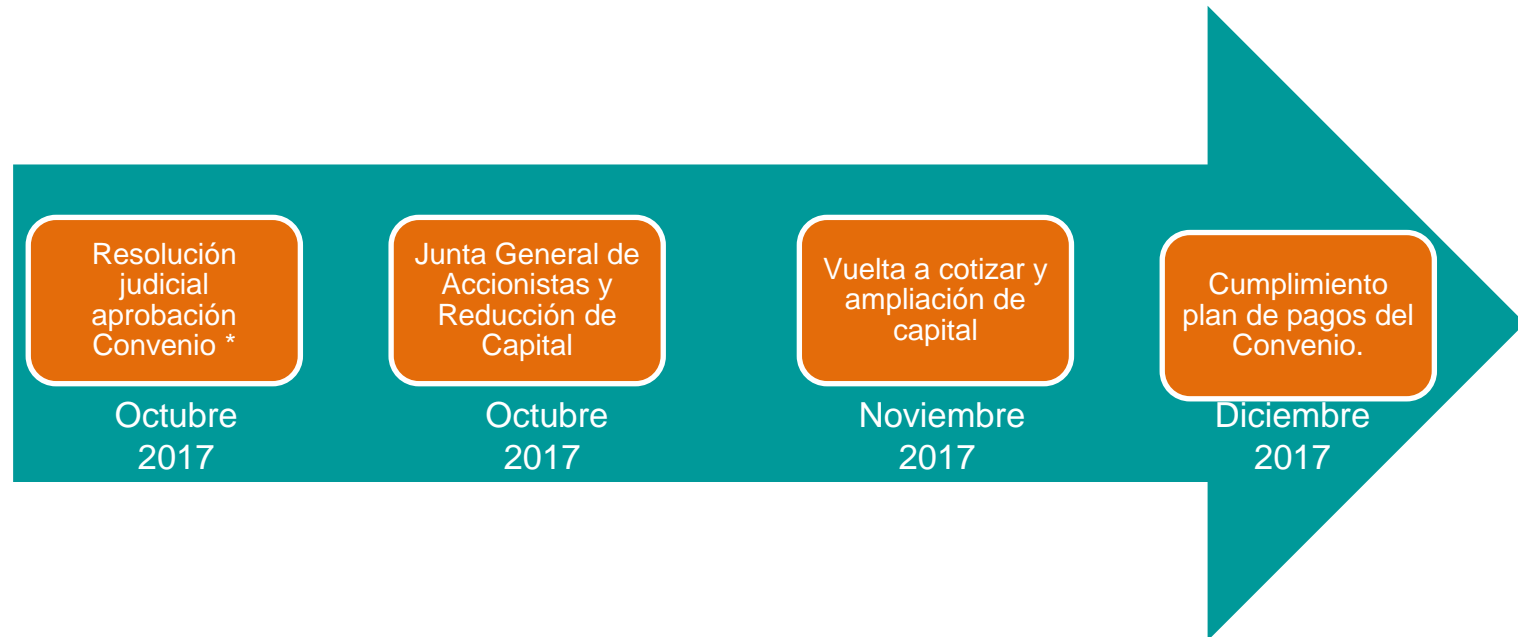 Resolución
judicial
aprobación
Convenio *
Octubre
2017
Junta General de
Accionistas y
Reducción de
Capital
Octubre
2017
Vuelta a cotizar y
ampliación de
capital
Noviembre
2017
Cumplimiento
plan de pagos del
Convenio.
Diciembre
2017